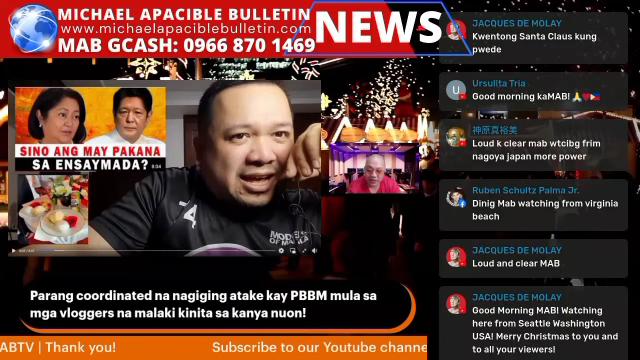 MICHAEL APACIBLE BULLETIN
www.michaelapaciblebulletin.com
MAB GCASH: 0966 870 1469
NEWS
SINO ANG MAY PAKANA
SA ENSAYMADA?
Parang coordinated na nagiging atake kay PBBM mula sa
mga vloggers na malaki kinita sa kanya nuon!
ABTV | Thank you!
Subscribe to our Youtube channe
JACQUES DE MOLAY
Kwentong Santa Claus kung
pwede
U
Ursulita Tria
Good morning kaMAB! 🙏❤️🇵🇭
神原真裕美
Loud k clear mab wtcibg frim
nagoya japan more power
Ruben Schultz Palma Jr.
Dinig Mab watching from virginia
beach
JACQUES DE MOLAY
Loud and clear MAB
JACQUES DE MOLAY
Good Morning MAB! Watching
here from Seattle Washington
USA! Merry Christmas to you and
to all your viewers!